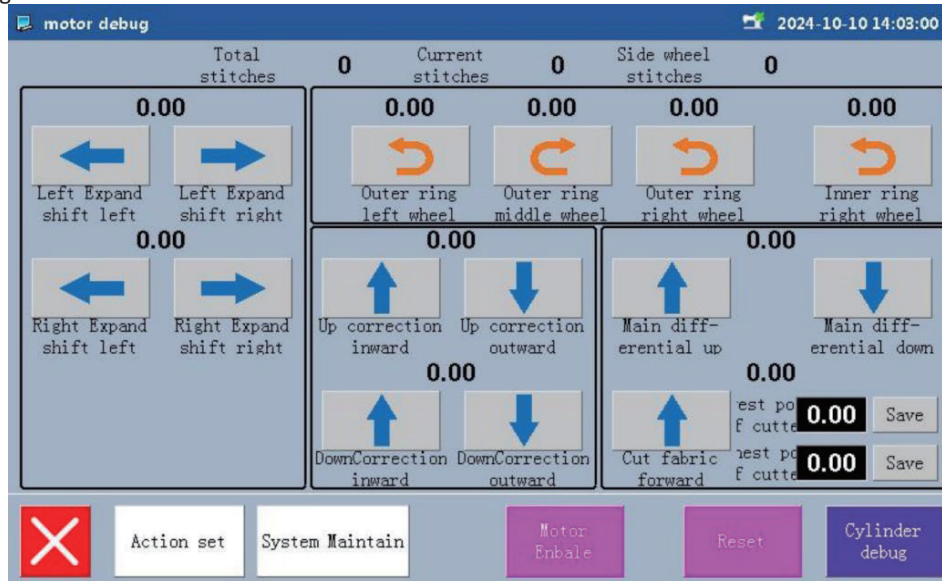 motor debug
2024-10-10 14:03:00
Total stitches 0 Current stitches 0 Side wheel stitches 0
0.00
Left Expand shift left
Left Expand shift right
0.00
Right Expand shift left
Right Expand shift right
0.00 0.00 0.00 0.00
Outer ring left wheel
Outer ring middle wheel
Outer ring right wheel
Inner ring right wheel
0.00
Up correction inward
Up correction outward
0.00
DownCorrection inward
DownCorrection outward
0.00
Main diff-
erential up
Main diff-
erential down
0.00
Cut fabric forward
0.00 Save
0.00 Save
Action set
System Maintain
Motor Enbale
Reset
Cylinder debug